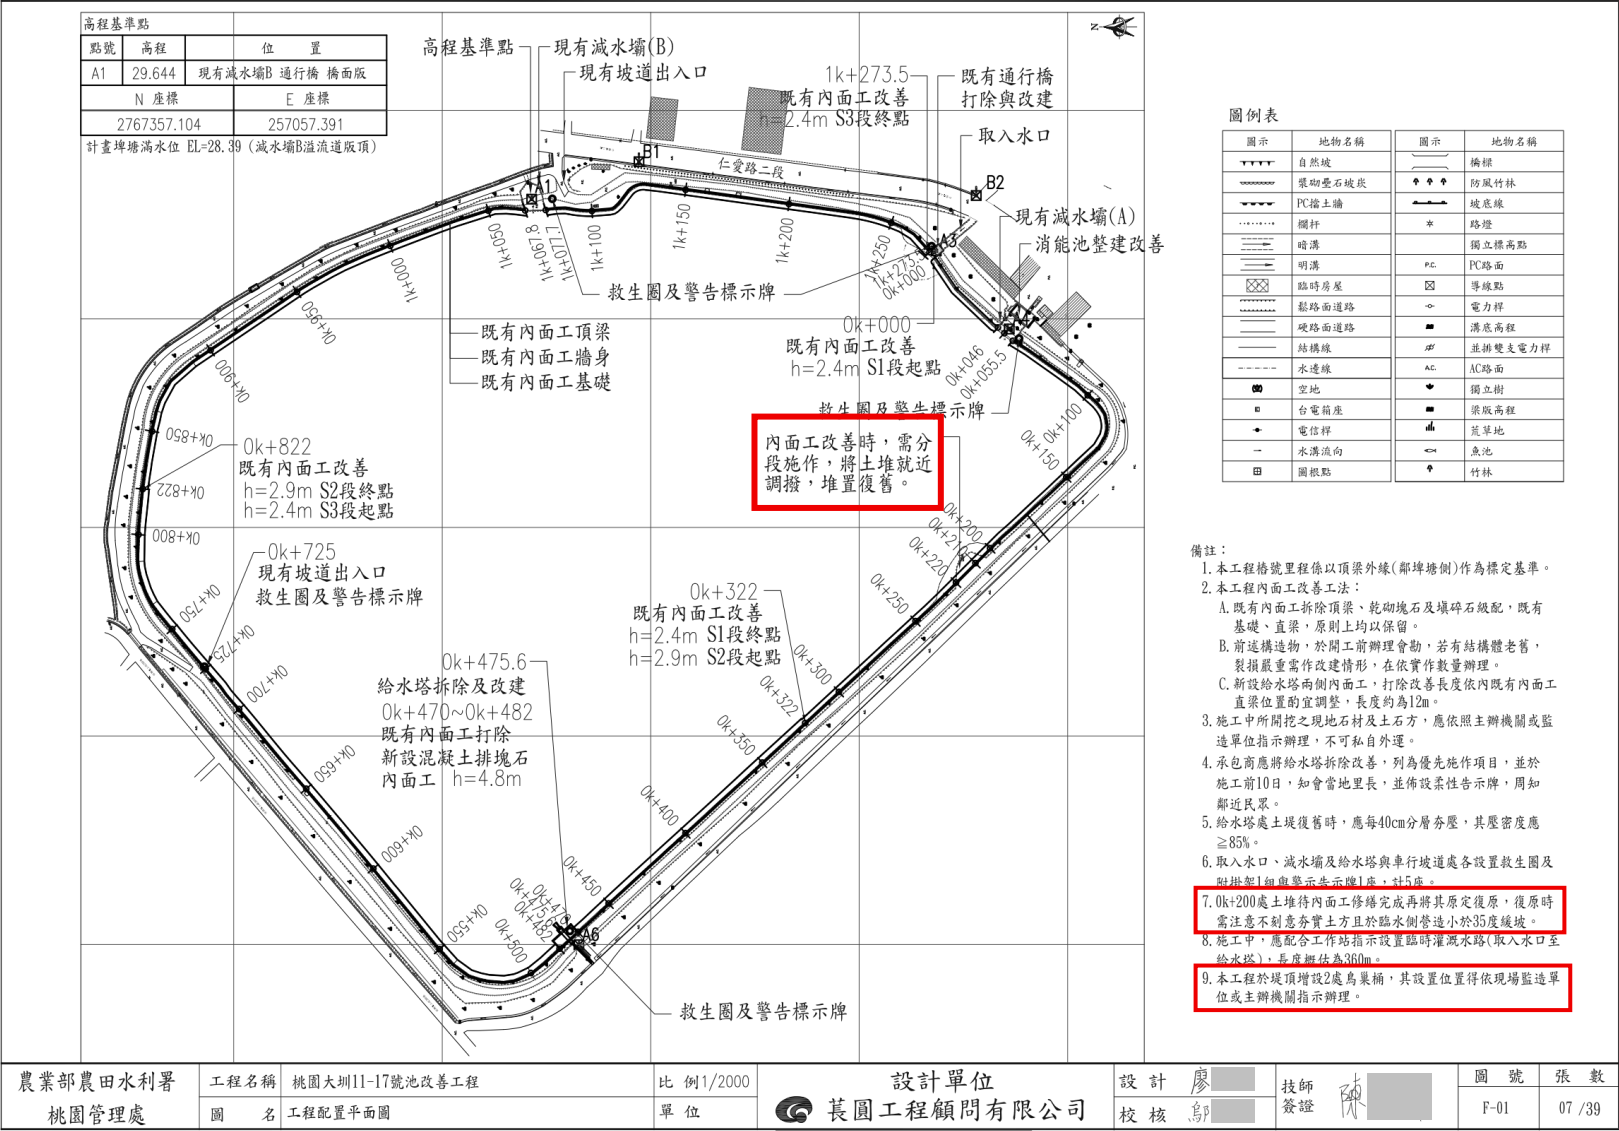 高程基準點
點號 高程 位 置
A1 29.644 現有減水壩B 通行橋 橋面版
N 座標 E 座標
2767357.104 257057.391
計畫埤塘滿水位 EL=28.39 (減水壩B溢流道版頂)
高程基準點
現有減水壩(B)
現有坡道出入口
1k+273.5
既有內面工改善
h=2.4m S3段終點
既有通行橋
打除與改建
取入水口
N
仁愛路二段
B1
B2
A1
A3
現有減水壩(A)
消能池整建改善
1k+050
1k+067.8
1k+077.7
1k+100
1k+150
1k+200
1k+250
1k+273.5
0k+000
救生圈及警告標示牌
1k+000
0k+950
0k+900
既有內面工頂梁
既有內面工牆身
既有內面工基礎
0k+000
既有內面工改善
h=2.4m S1段起點
0k+046
0k+055.5
救生圈及警告標示牌
0k+100
0k+150
內面工改善時，需分
段施作，將土堆就近
調撥，堆置復舊。
0k+850
0k+822
既有內面工改善
h=2.9m S2段終點
h=2.4m S3段起點
0k+822
0k+800
0k+200
0k+210
0k+220
0k+250
0k+725
現有坡道出入口
救生圈及警告標示牌
0k+750
0k+725
0k+700
0k+322
既有內面工改善
h=2.4m S1段終點
h=2.9m S2段起點
0k+300
0k+322
0k+350
0k+475.6
給水塔拆除及改建
0k+470~0k+482
既有內面工打除
新設混凝土排塊石
內面工 h=4.8m
0k+650
0k+600
0k+550
0k+400
0k+450
0k+470
0k+475.6
0k+482
0k+500
A6
救生圈及警告標示牌
圖例表
圖示 地物名稱 圖示 地物名稱
自然坡 橋樑
漿砌疊石坡崁 防風竹林
PC擋土牆 坡底線
欄杆 路燈
暗溝 獨立標高點
明溝 P.C. PC路面
臨時房屋 導線點
鬆路面道路 電力桿
硬路面道路 溝底高程
結構線 並排雙支電力桿
水邊線 A.C. AC路面
空地 獨立樹
台電箱座 梁版高程
電信桿 荒草地
水溝流向 魚池
圖根點 竹林
備註：
1.本工程樁號里程係以頂梁外緣(鄰埤塘側)作為標定基準。
2.本工程內面工改善工法：
A.既有內面工拆除頂梁、乾砌塊石及填碎石級配，既有
基礎、直梁，原則上均以保留。
B.前述構造物，於開工前辦理會勘，若有結構體老舊，
裂損嚴重需作改建情形，在依實作數量辦理。
C.新設給水塔兩側內面工，打除改善長度依內既有內面工
直梁位置酌宜調整，長度約為12m。
3.施工中所開挖之現地石材及土石方，應依照主辦機關或監
造單位指示辦理，不可私自外運。
4.承包商應將給水塔拆除改善，列為優先施作項目，並於
施工前10日，知會當地里長，並佈設柔性告示牌，周知
鄰近民眾。
5.給水塔處土堤復舊時，應每40cm分層夯壓，其壓密度應
≧85%。
6.取入水口、減水壩及給水塔與車行坡道處各設置救生圈及
附掛架1組與警示告示牌1座，計5座。
7.0k+200處土堆待內面工修繕完成再將其原定復原，復原時
需注意不刻意夯實土方且於臨水側營造小於35度緩坡。
8.施工中，應配合工作站指示設置臨時灌溉水路(取入水口至
給水塔)，長度概估為360m。
9.本工程於堤頂增設2處鳥巢桶，其設置位置得依現場監造單
位或主辦機關指示辦理。
農業部農田水利署
桃園管理處
工程名稱 桃園大圳11-17號池改善工程
圖 名 工程配置平面圖
比 例 1/2000
單 位
設計單位
萇圓工程顧問有限公司
設 計 廖
校 核 鄔
技師
簽證 陳
圖 號 張 數
F-01 07 /39